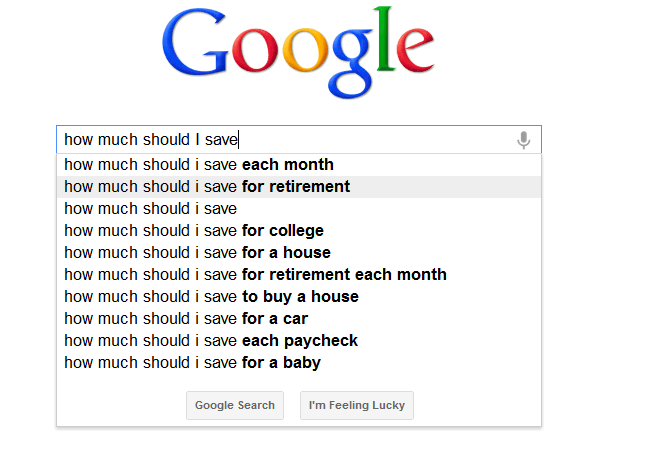 Google
how much should I save
how much should i save each month
how much should i save for retirement
how much should i save
how much should i save for college
how much should i save for a house
how much should i save for retirement each month
how much should i save to buy a house
how much should i save for a car
how much should i save each paycheck
how much should i save for a baby
Google Search I'm Feeling Lucky